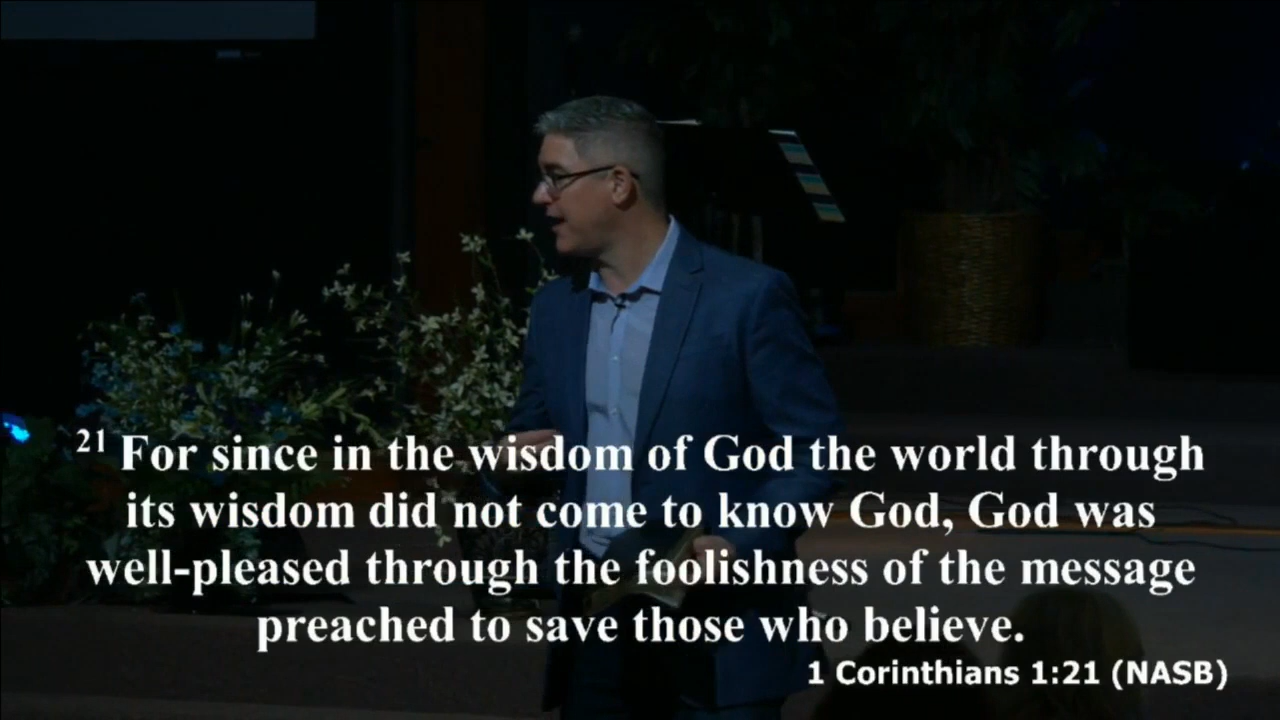 21 For since in the wisdom of God the world through
its wisdom did not come to know God, God was
well-pleased through the foolishness of the message
preached to save those who believe.
1 Corinthians 1:21 (NASB)